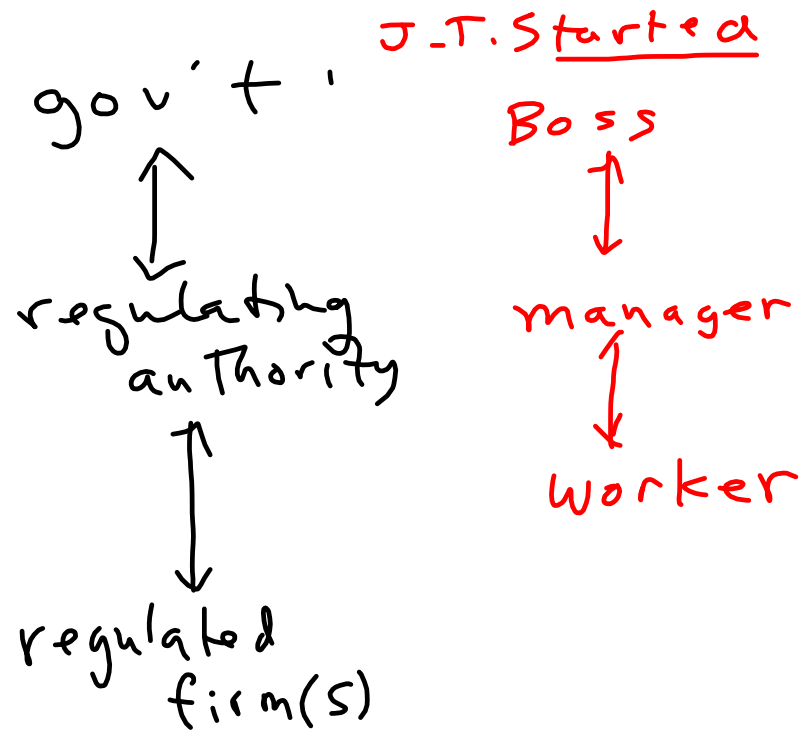 J.T. Started
gov't.
Boss
regulating
authority
manager
worker
regulated
firm(s)